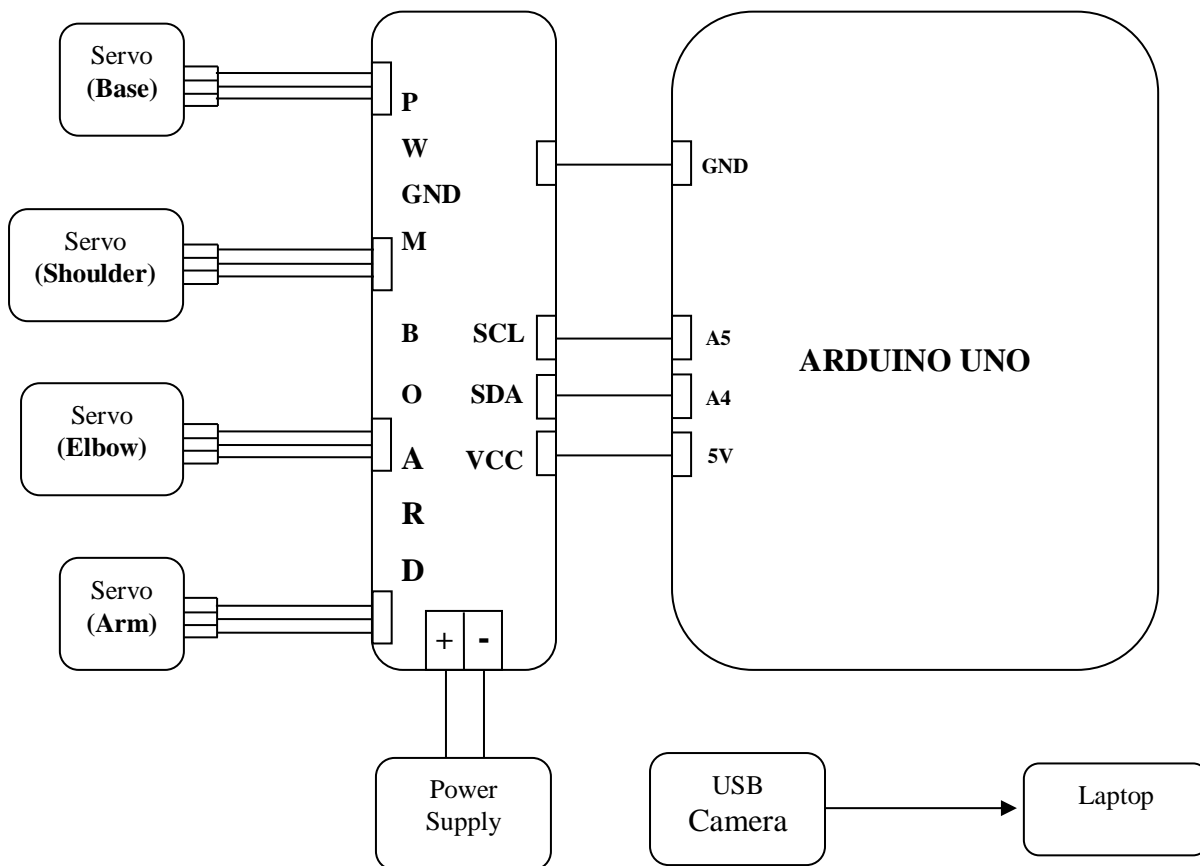 Servo
(Base)
Servo
(Shoulder)
Servo
(Elbow)
Servo
(Arm)
P
W
GND
M
B
O
A
R
D
SCL
SDA
VCC
+ -
GND
A5
A4
5V
ARDUINO UNO
Power
Supply
USB
Camera
Laptop